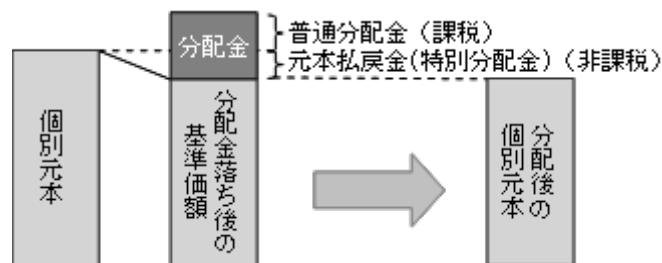 分配金
普通分配金（課税）
元本払戻金(特別分配金)（非課税）
個別元本
分配金落ち後の
基準価額
分配後の
個別元本